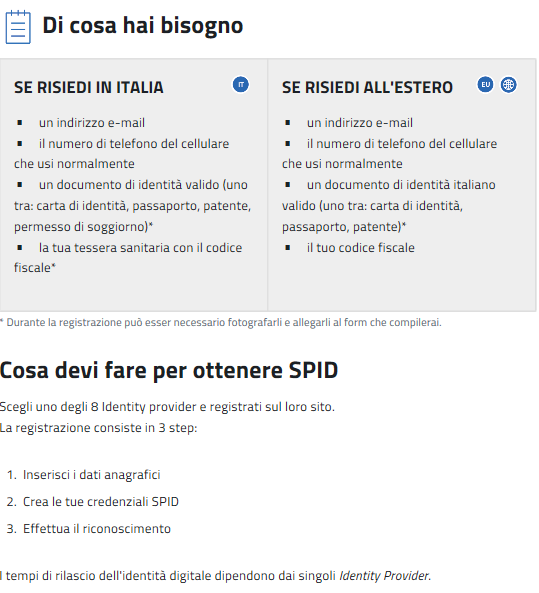 Di cosa hai bisogno
SE RISIEDI IN ITALIA
IT
▪ un indirizzo e-mail
▪ il numero di telefono del cellulare
che usi normalmente
▪ un documento di identità valido (uno
tra: carta di identità, passaporto, patente,
permesso di soggiorno)*
▪ la tua tessera sanitaria con il codice
fiscale*
SE RISIEDI ALL'ESTERO
EU
▪ un indirizzo e-mail
▪ il numero di telefono del cellulare
che usi normalmente
▪ un documento di identità italiano
valido (uno tra: carta di identità,
passaporto, patente)*
▪ il tuo codice fiscale
* Durante la registrazione può esser necessario fotografarli e allegarli al form che compilerai.
Cosa devi fare per ottenere SPID
Scegli uno degli 8 Identity provider e registrati sul loro sito.
La registrazione consiste in 3 step:
1. Inserisci i dati anagrafici
2. Crea le tue credenziali SPID
3. Effettua il riconoscimento
I tempi di rilascio dell'identità digitale dipendono dai singoli Identity Provider.